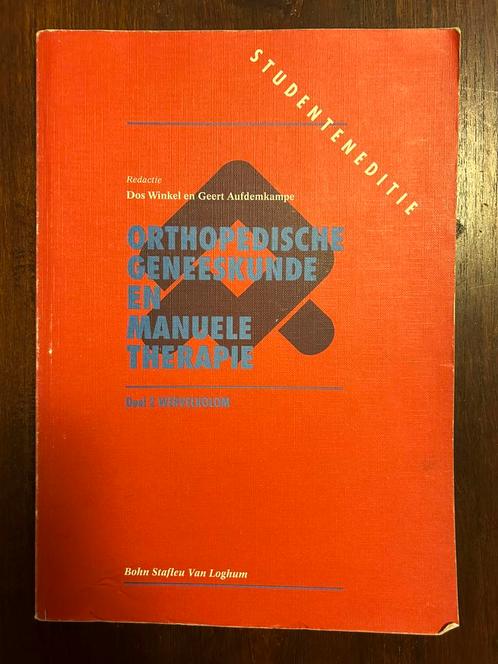 STUDENTENEDITIE
Redactie
Dos Winkel en Geert Aufdemkampe
ORTHOPEDISCHE
GENEESKUNDE
EN
MANUELE
THERAPIE
Deel 2 WERVELKOLOM
Bohn Stafleu Van Loghum